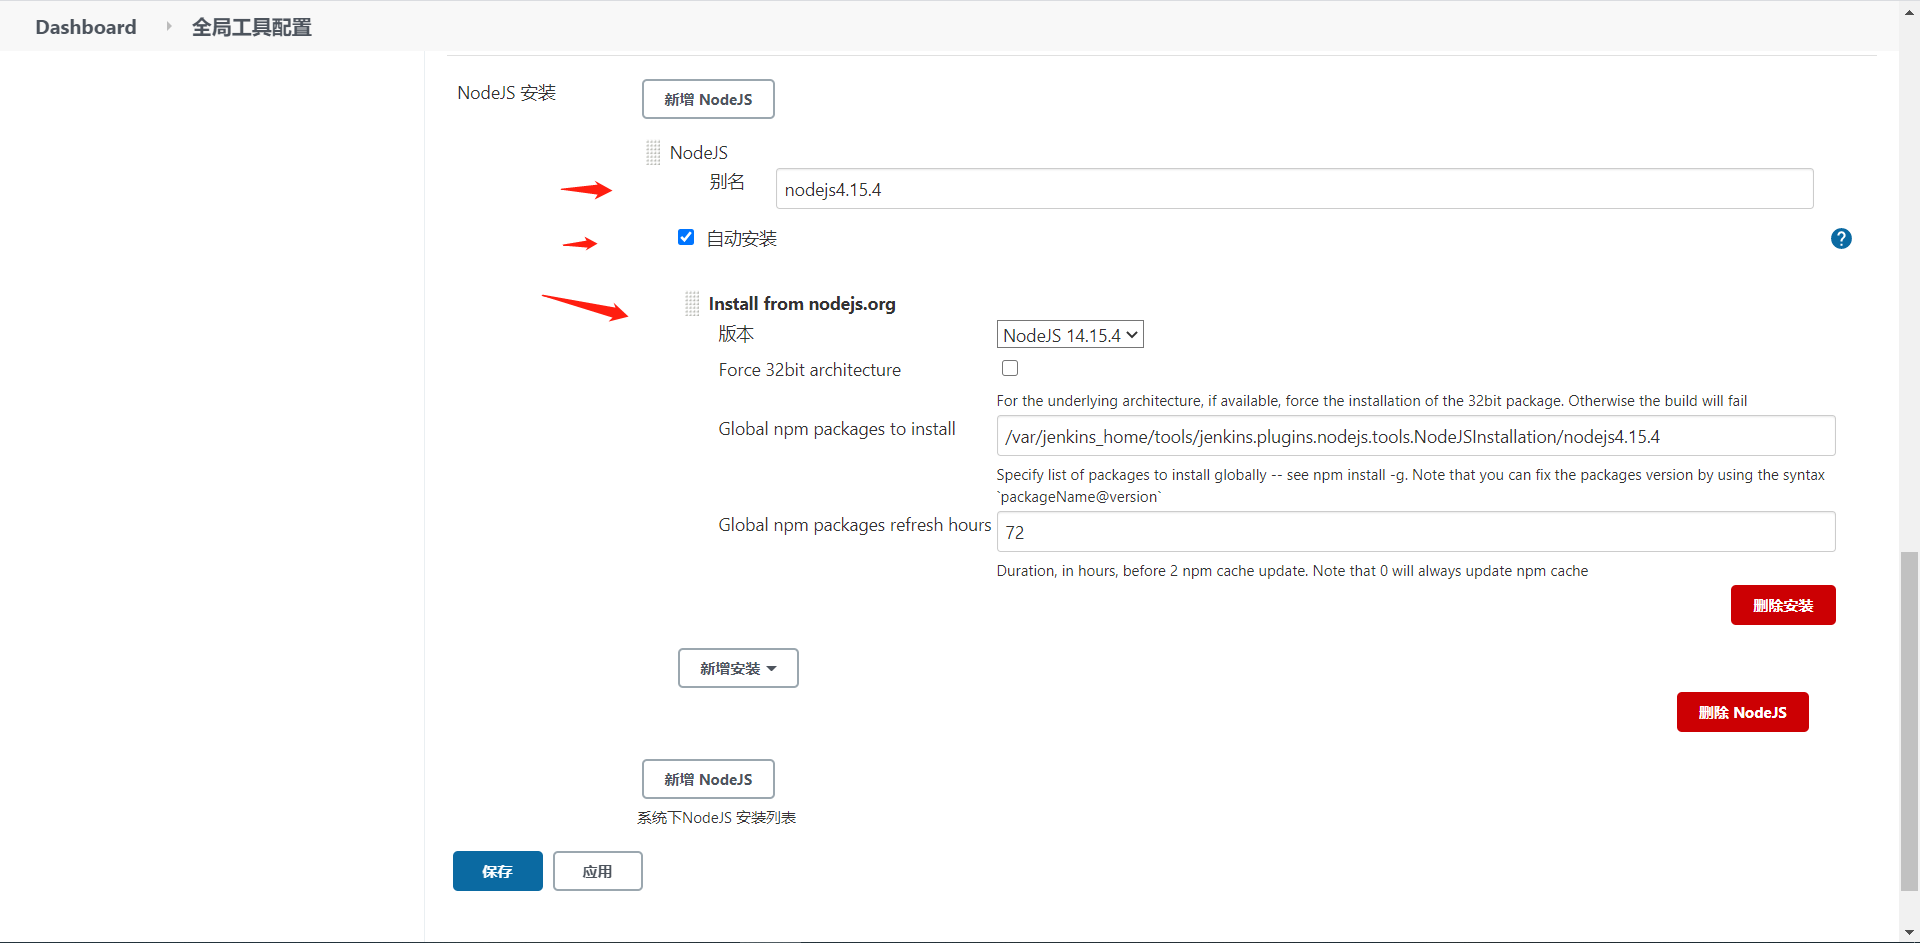 Dashboard
全局工具配置
NodeJS 安装
新增 NodeJS
NodeJS
别名
nodejs4.15.4
自动安装
?
Install from nodejs.org
版本
NodeJS 14.15.4
Force 32bit architecture
For the underlying architecture, if available, force the installation of the 32bit package. Otherwise the build will fail
Global npm packages to install
/var/jenkins_home/tools/jenkins.plugins.nodejs.tools.NodeJSInstallation/nodejs4.15.4
Specify list of packages to install globally -- see npm install -g. Note that you can fix the packages version by using the syntax
`packageName@version`
Global npm packages refresh hours
72
Duration, in hours, before 2 npm cache update. Note that 0 will always update npm cache
删除安装
新增安装
删除 NodeJS
新增 NodeJS
系统下NodeJS 安装列表
保存
应用